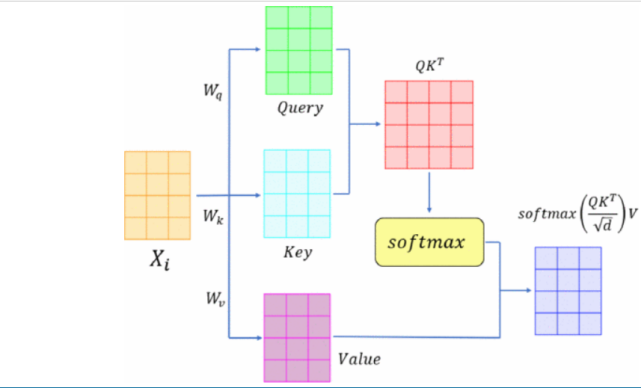 W_q
Query
QK^T
X_i
W_k
Key
softmax
softmax(QK^T/√d)V
W_v
Value